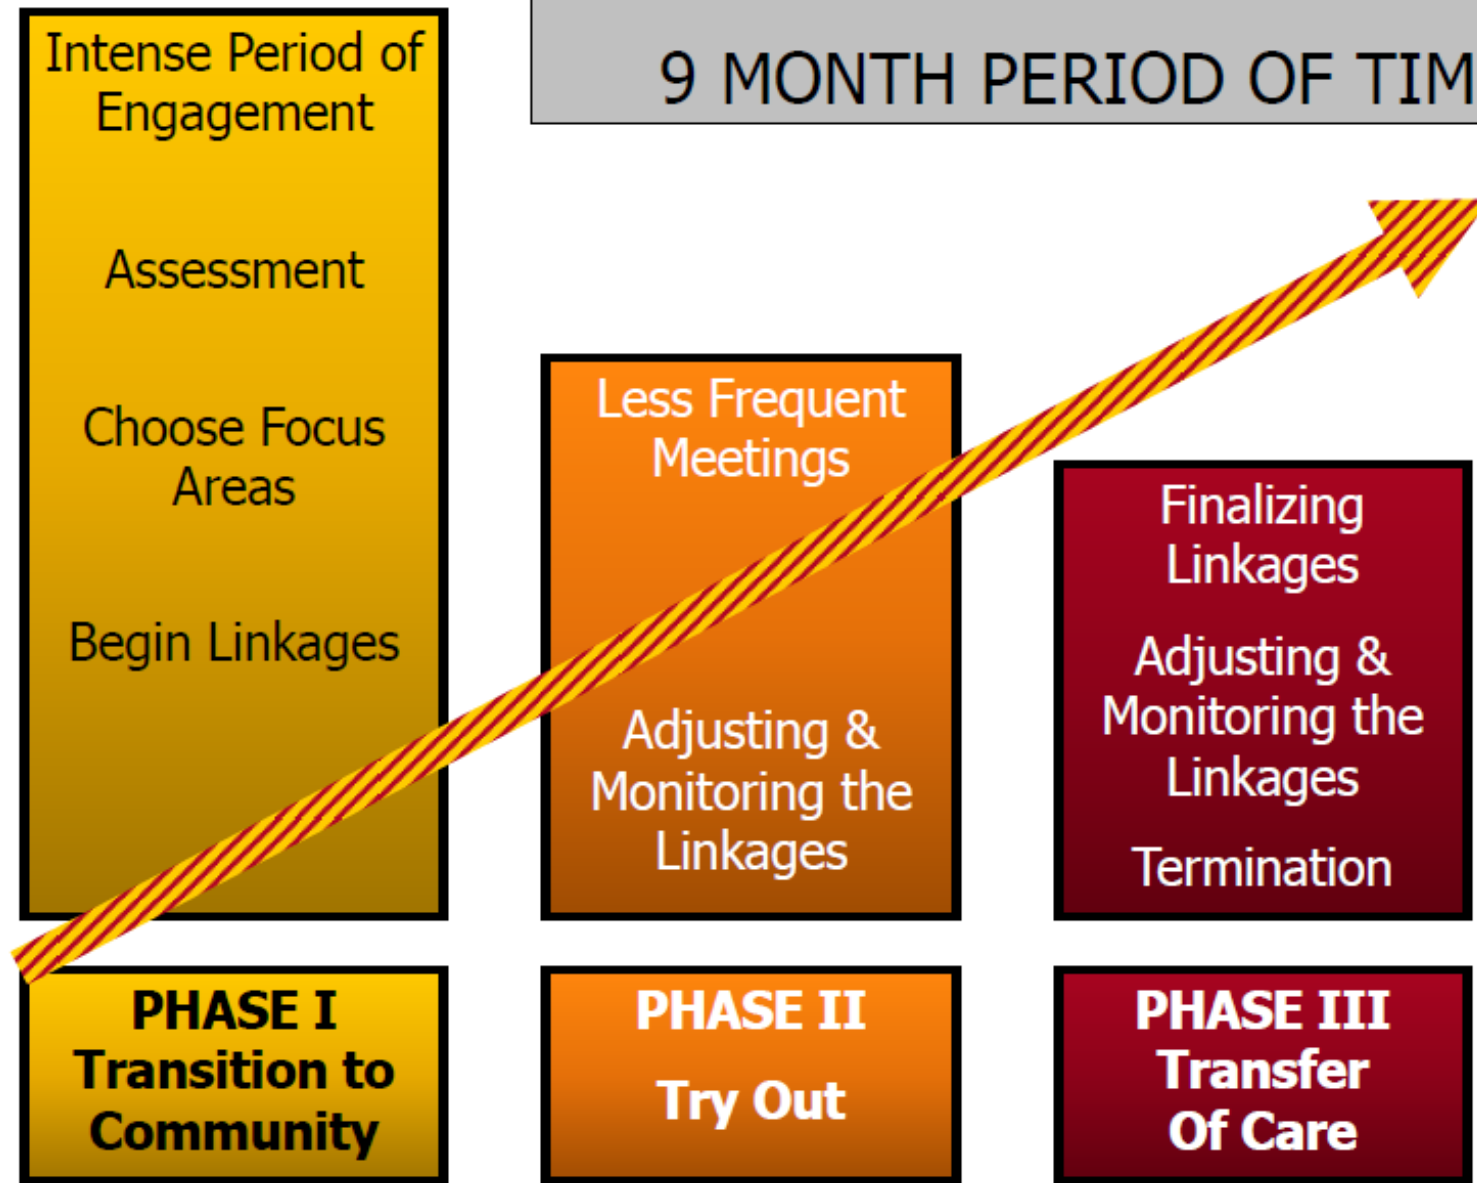 Intense Period of
Engagement
Assessment
Choose Focus
Areas
Begin Linkages
9 MONTH PERIOD OF TIM
Less Frequent
Meetings
Adjusting &
Monitoring the
Linkages
Finalizing
Linkages
Adjusting &
Monitoring the
Linkages
Termination
PHASE I
Transition to
Community
PHASE II
Try Out
PHASE III
Transfer
Of Care